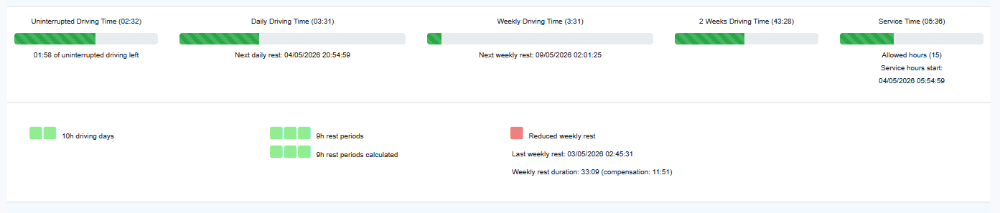 Uninterrupted Driving Time (02:32)
01:58 of uninterrupted driving left
Daily Driving Time (03:31)
Next daily rest: 04/05/2026 20:54:59
Weekly Driving Time (3:31)
Next weekly rest: 09/05/2026 02:01:25
2 Weeks Driving Time (43:28)
Service Time (05:36)
Allowed hours (15)
Service hours start:
04/05/2026 05:54:59
10h driving days
9h rest periods
9h rest periods calculated
Reduced weekly rest
Last weekly rest: 03/05/2026 02:45:31
Weekly rest duration: 33:09 (compensation: 11:51)